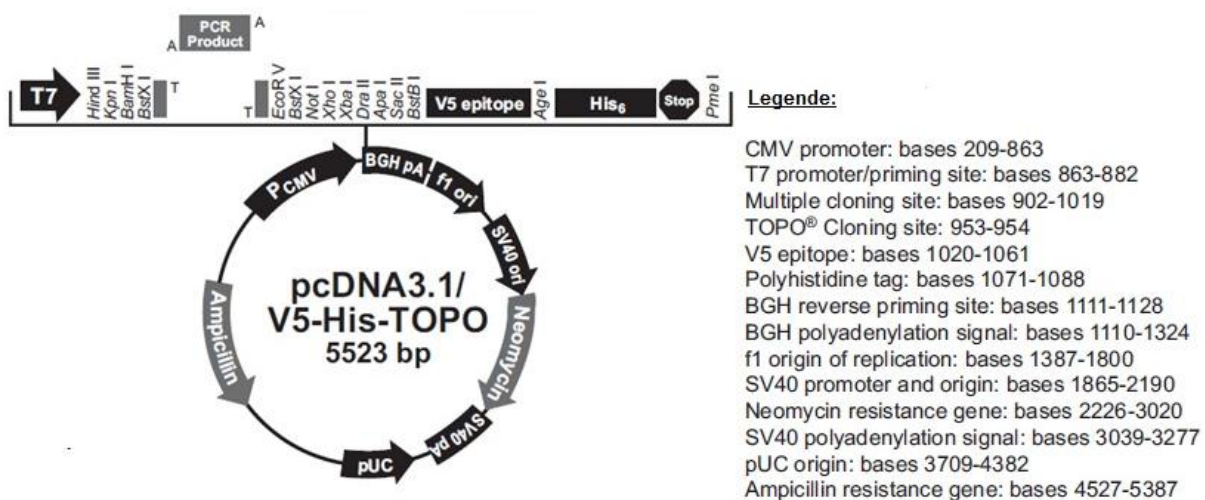 PCR
Product
A
A
T7
Hind III
Kpn I
BamH I
BstX I
T
T
EcoR V
BstX I
Not I
Xho I
Xba I
Dra II
Apa I
Sac II
BstB I
V5 epitope
Age I
His6
Stop
Pme I
PCMV
BGH pA
f1 ori
SV40 ori
Neomycin
SV40 pA
pUC
Ampicillin
pcDNA3.1/
V5-His-TOPO
5523 bp
Legende:
CMV promoter: bases 209-863
T7 promoter/priming site: bases 863-882
Multiple cloning site: bases 902-1019
TOPO® Cloning site: 953-954
V5 epitope: bases 1020-1061
Polyhistidine tag: bases 1071-1088
BGH reverse priming site: bases 1111-1128
BGH polyadenylation signal: bases 1110-1324
f1 origin of replication: bases 1387-1800
SV40 promoter and origin: bases 1865-2190
Neomycin resistance gene: bases 2226-3020
SV40 polyadenylation signal: bases 3039-3277
pUC origin: bases 3709-4382
Ampicillin resistance gene: bases 4527-5387